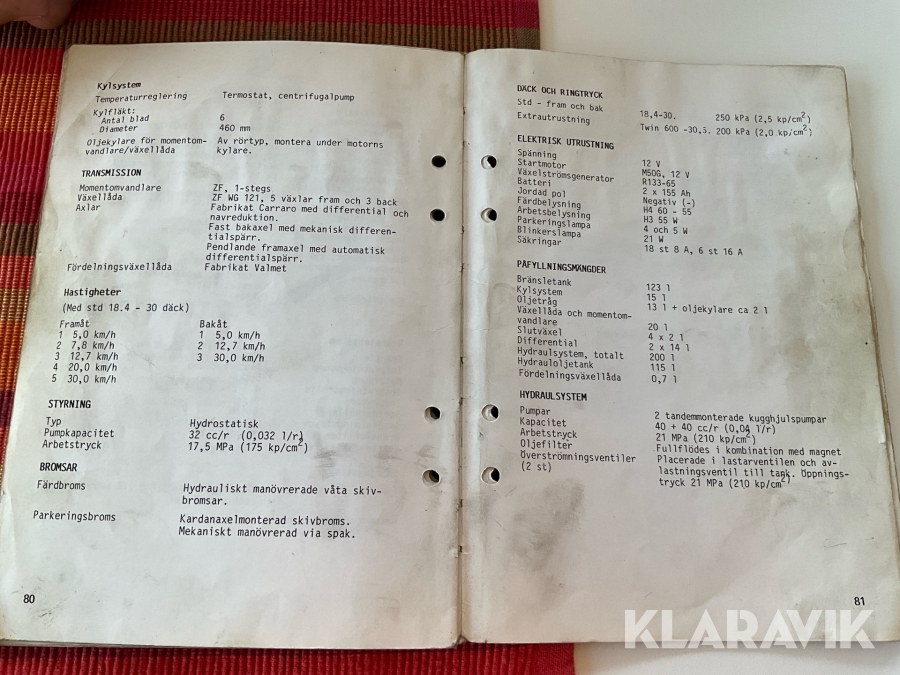 Kylsystem
Temperaturreglering Termostat, centrifugalpump
Kylfläkt:
Antal blad 6
Diameter 460 mm
Oljekylare för momentom- Av rörtyp, montera under motorns
vandlare/växellåda kylare.
TRANSMISSION
Momentomvandlare ZF, 1-stegs
Växellåda ZF WG 121, 5 växlar fram och 3 back
Axlar Fabrikat Carraro med differential och
navreduktion.
Fast bakaxel med mekanisk differen-
tialspärr.
Pendlande framaxel med automatisk
differentialspärr.
Fördelningsväxellåda Fabrikat Valmet
Hastigheter
(Med std 18.4 - 30 däck)
Framåt Bakåt
1 5,0 km/h 1 5,0 km/h
2 7,8 km/h 2 12,7 km/h
3 12,7 km/h 3 30,0 km/h
4 20,0 km/h
5 30,0 km/h
STYRNING
Typ Hydrostatisk
Pumpkapacitet 32 cc/r (0,032 l/r)
Arbetstryck 17,5 MPa (175 kp/cm²)
BROMSAR
Färdbroms Hydrauliskt manövrerade våta skiv-
bromsar.
Parkeringsbroms Kardanaxelmonterad skivbroms.
Mekaniskt manövrerad via spak.
80
DÄCK OCH RINGTRYCK
Std - fram och bak 18.4-30. 250 kPa (2,5 kp/cm²)
Extrautrustning Twin 600 -30,5. 200 kPa (2,0 kp/cm²)
ELEKTRISK UTRUSTNING
Spänning 12 V
Startmotor M50G, 12 V
Växelströmsgenerator R133-65
Batteri 2 x 155 Ah
Jordad pol Negativ (-)
Färdbelysning H4 60 - 55
Arbetsbelysning H3 55 W
Parkeringslampa 4 och 5 W
Blinkerslampa 21 W
Säkringar 18 st 8 A, 6 st 16 A
PÅFYLLNINGSMÄNGDER
Bränsletank 123 l
Kylsystem 15 l
Oljetråg 13 l + oljekylare ca 2 l
Växellåda och momentom-
vandlare 20 l
Slutväxel 4 x 2 l
Differential 2 x 14 l
Hydraulsystem, totalt 200 l
Hydrauloljetank 115 l
Fördelningsväxellåda 0,7 l
HYDRAULSYSTEM
Pumpar 2 tandemmonterade kugghjulspumpar
Kapacitet 40 + 40 cc/r (0,04 l/r)
Arbetstryck 21 MPa (210 kp/cm²)
Oljefilter Fullflödes i kombination med magnet
Överströmningsventiler Placerade i lastarventilen och av-
(2 st) lastningsventil till tank. Öppnings-
tryck 21 MPa (210 kp/cm²)
81
KLARAVIK